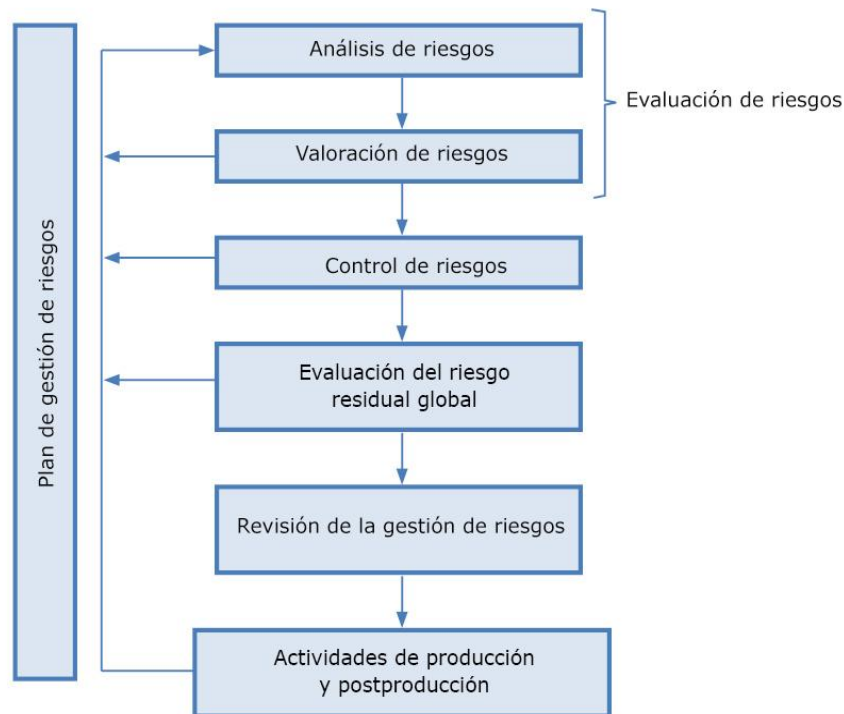 Análisis de riesgos
Evaluación de riesgos
Valoración de riesgos
Control de riesgos
Evaluación del riesgo
residual global
Revisión de la gestión de riesgos
Actividades de producción
y postproducción
Plan de gestión de riesgos